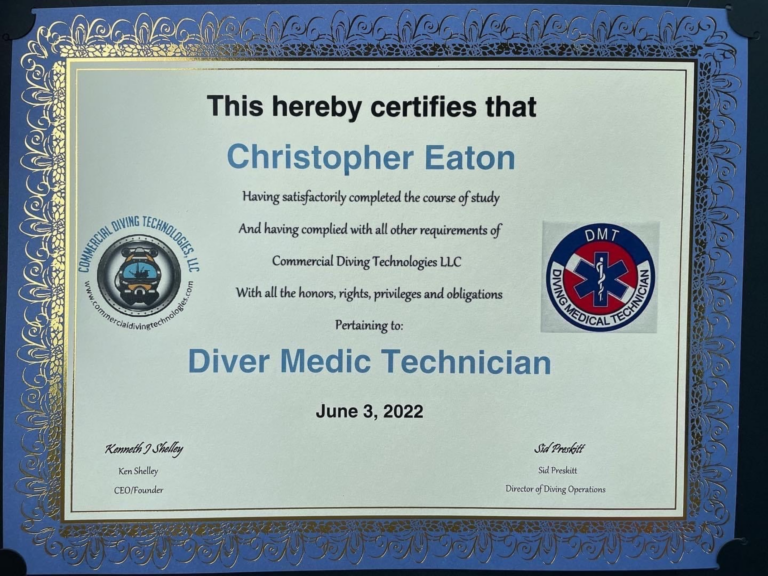 This hereby certifies that
Christopher Eaton
Having satisfactorily completed the course of study
And having complied with all other requirements of
Commercial Diving Technologies LLC
With all the honors, rights, privileges and obligations
Pertaining to:
Diver Medic Technician
June 3, 2022
COMMERCIAL DIVING TECHNOLOGIES, LLC
www.commercialdivingtechnologies.com
DMT
DIVING MEDICAL TECHNICIAN
Kenneth J Shelley
Ken Shelley
CEO/Founder
Sid Preskitt
Sid Preskitt
Director of Diving Operations